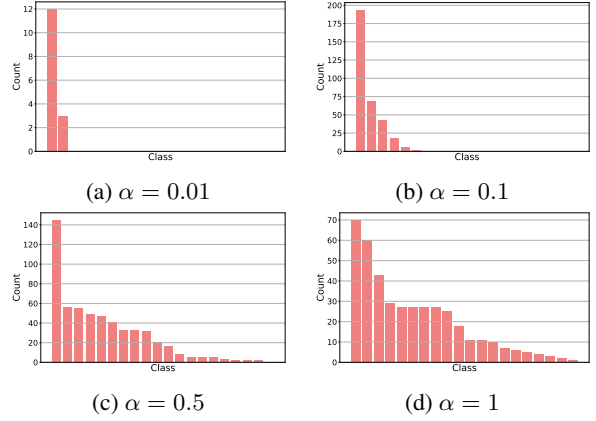 12
10
8
6
4
2
0
Count
Class
(a) α = 0.01
200
175
150
125
100
75
50
25
0
Count
Class
(b) α = 0.1
140
120
100
80
60
40
20
0
Count
Class
(c) α = 0.5
70
60
50
40
30
20
10
0
Count
Class
(d) α = 1